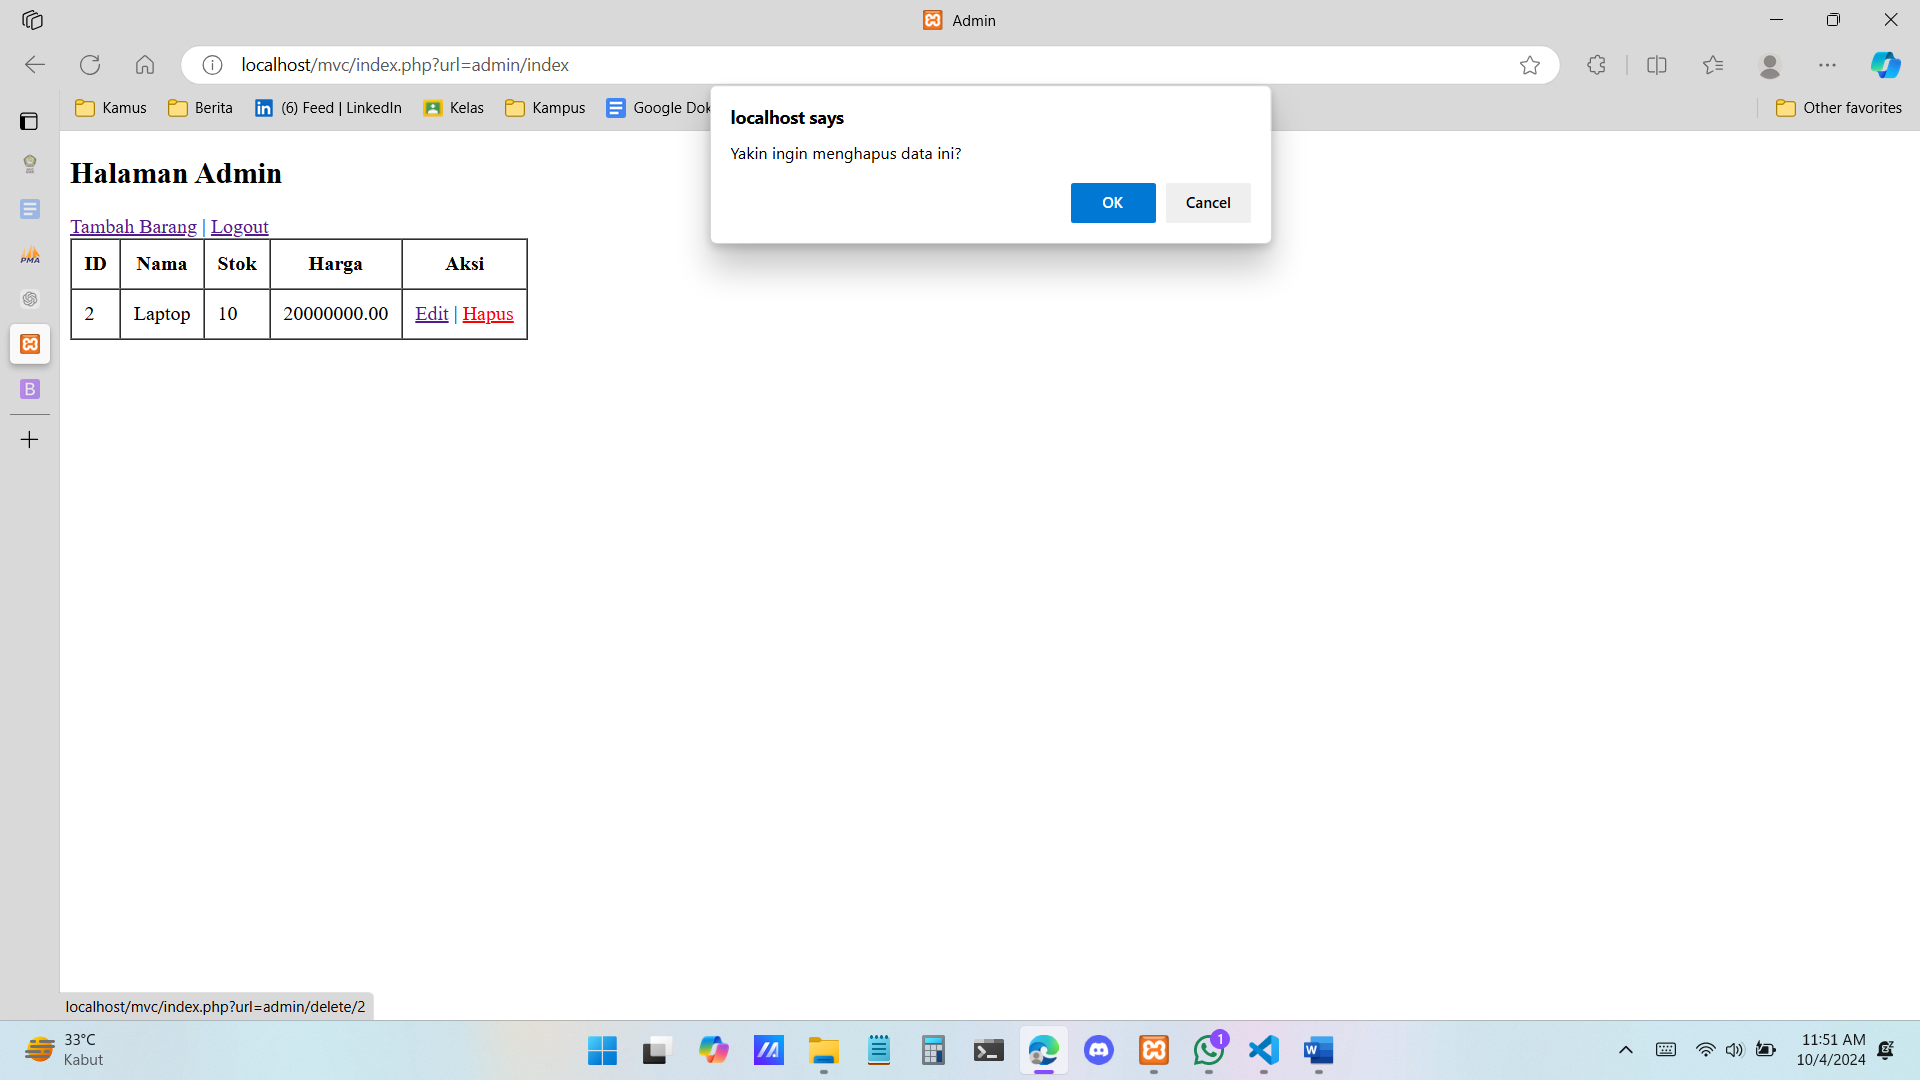 Admin
localhost/mvc/index.php?url=admin/index
Kamus
Berita
(6) Feed | LinkedIn
Kelas
Kampus
Google Dok
Other favorites
localhost says
Yakin ingin menghapus data ini?
OK
Cancel
Halaman Admin
Tambah Barang | Logout
ID Nama Stok Harga Aksi
2 Laptop 10 20000000.00 Edit | Hapus
PMA
B
localhost/mvc/index.php?url=admin/delete/2
33°C
Kabut
1
11:51 AM
10/4/2024